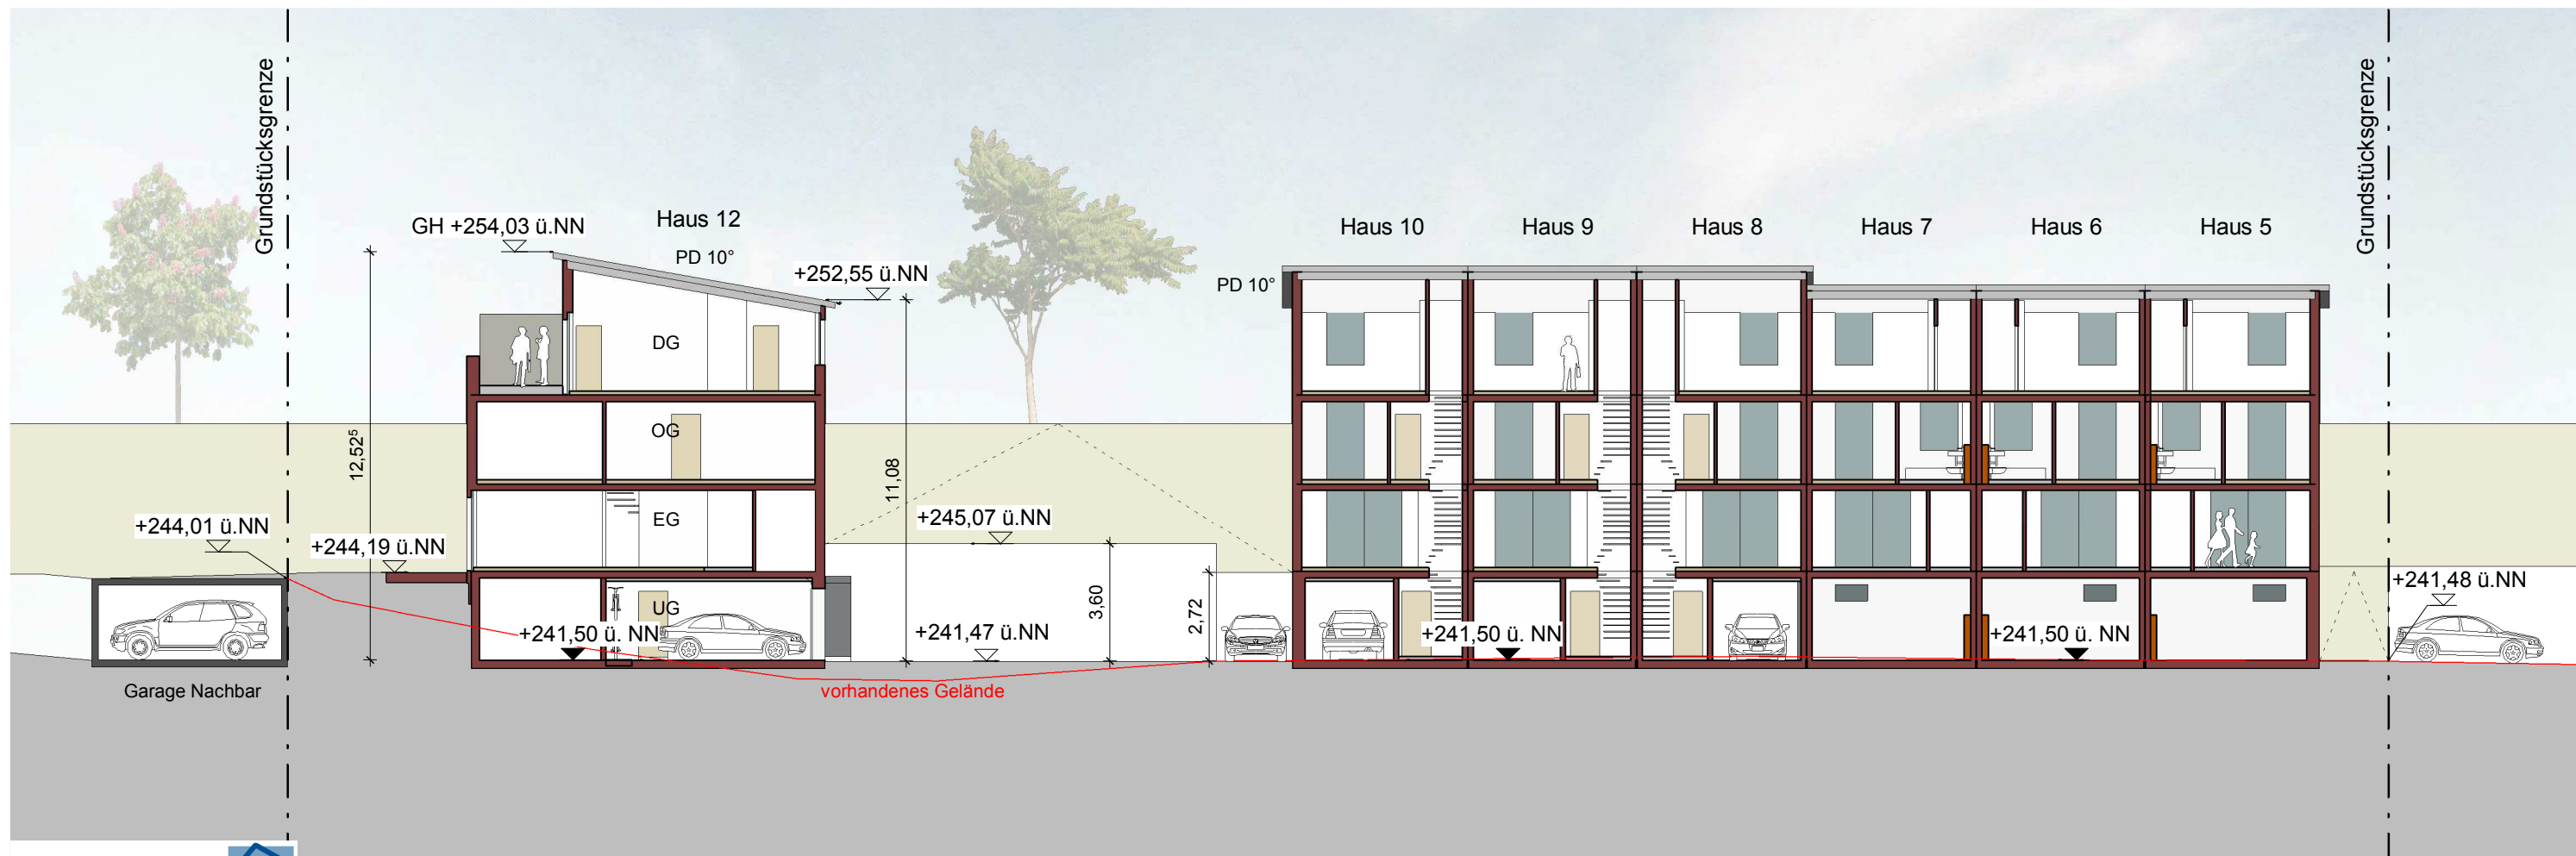 Grundstücksgrenze
Grundstücksgrenze
GH +254,03 ü.NN
Haus 12
PD 10°
+252,55 ü.NN
Haus 10
Haus 9
Haus 8
Haus 7
Haus 6
Haus 5
PD 10°
DG
OG
EG
UG
12,52⁵
11,08
+244,01 ü.NN
+244,19 ü.NN
+245,07 ü.NN
3,60
2,72
+241,50 ü. NN
+241,47 ü.NN
+241,50 ü. NN
+241,50 ü. NN
+241,48 ü.NN
Garage Nachbar
vorhandenes Gelände